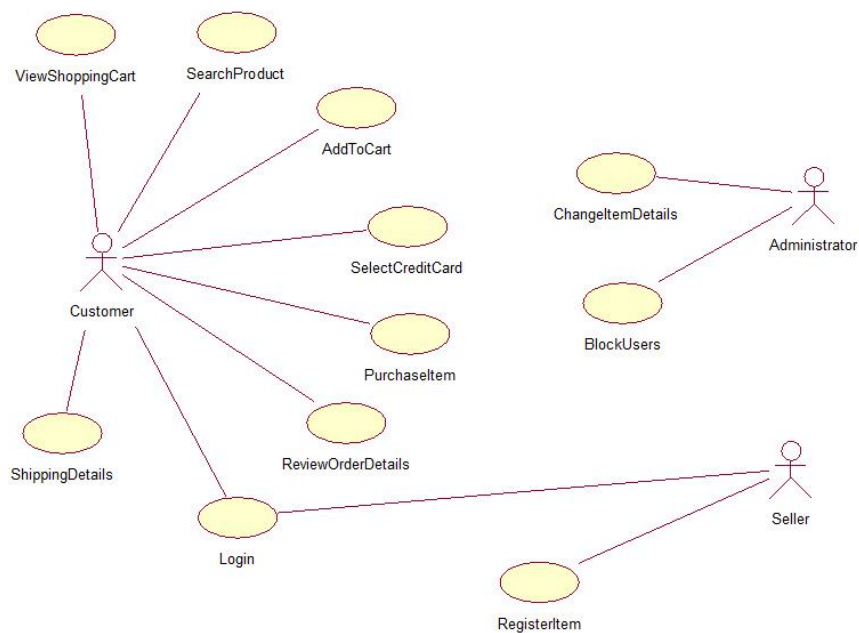 ViewShoppingCart
SearchProduct
AddToCart
ChangeItemDetails
Administrator
SelectCreditCard
Customer
BlockUsers
PurchaseItem
ShippingDetails
ReviewOrderDetails
Seller
Login
RegisterItem